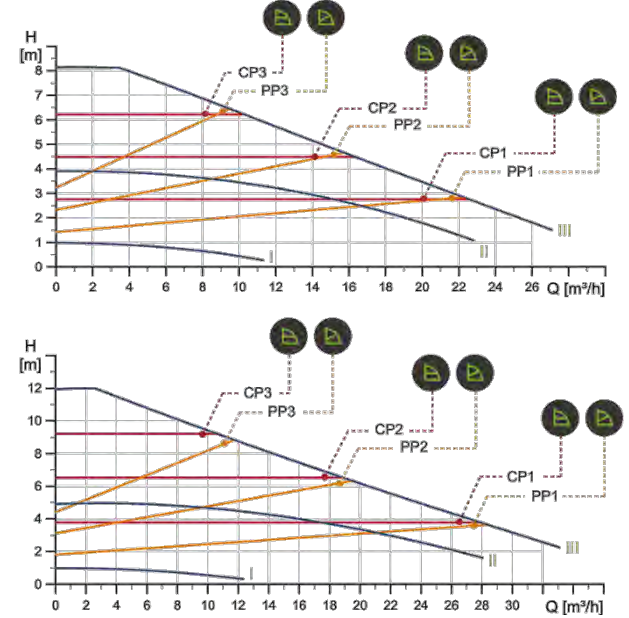 H
[m]
8
7
6
5
4
3
2
1
0
CP3
PP3
CP2
PP2
CP1
PP1
III
II
I
0 2 4 6 8 10 12 14 16 18 20 22 24 26 Q [m³/h]
H
[m]
12
10
8
6
4
2
0
CP3
PP3
CP2
PP2
CP1
PP1
III
II
I
0 2 4 6 8 10 12 14 16 18 20 22 24 26 28 30 Q [m³/h]